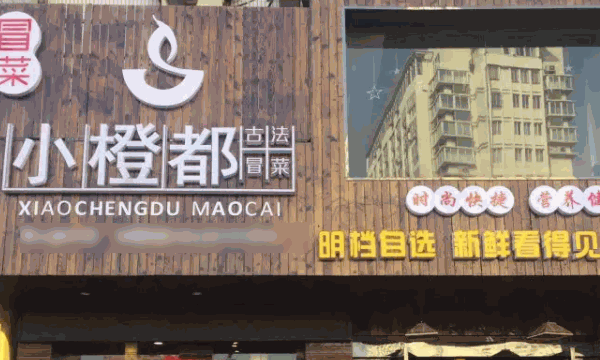 冒菜
小橙都
古法
冒菜
XIAOCHENGDU MAOCAI
时尚快捷
营养健
明档自选 新鲜看得见